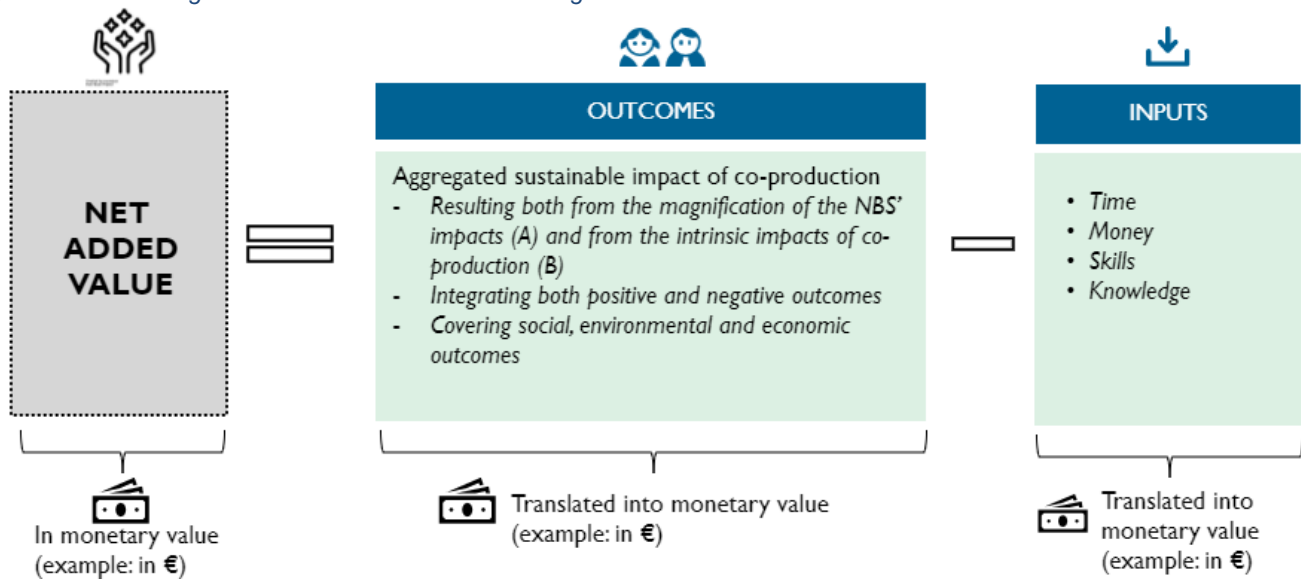 NET
ADDED
VALUE
In monetary value
(example: in €)
OUTCOMES
Aggregated sustainable impact of co-production
- Resulting both from the magnification of the NBS’
impacts (A) and from the intrinsic impacts of co-
production (B)
- Integrating both positive and negative outcomes
- Covering social, environmental and economic
outcomes
Translated into monetary value
(example: in €)
INPUTS
• Time
• Money
• Skills
• Knowledge
Translated into
monetary value
(example: in €)